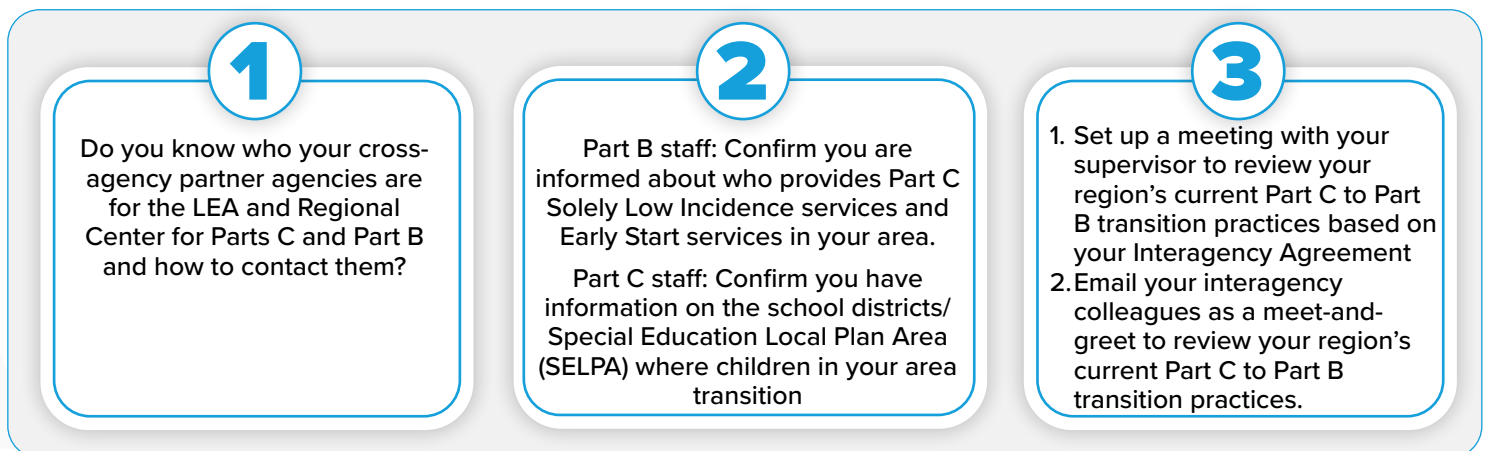 1
Do you know who your cross-
agency partner agencies are
for the LEA and Regional
Center for Parts C and Part B
and how to contact them?
2
Part B staff: Confirm you are
informed about who provides Part C
Solely Low Incidence services and
Early Start services in your area.
Part C staff: Confirm you have
information on the school districts/
Special Education Local Plan Area
(SELPA) where children in your area
transition
3
1. Set up a meeting with your
supervisor to review your
region’s current Part C to Part
B transition practices based on
your Interagency Agreement
2. Email your interagency
colleagues as a meet-and-
greet to review your region’s
current Part C to Part B
transition practices.